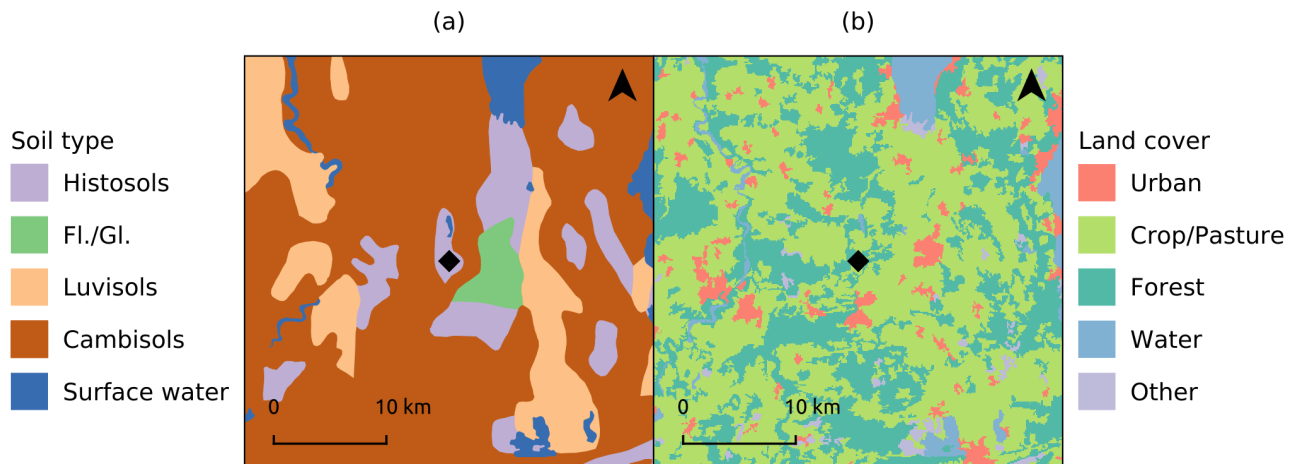 (a)
(b)
Soil type
Histosols
Fl./Gl.
Luvisols
Cambisols
Surface water
0 10 km
0 10 km
Land cover
Urban
Crop/Pasture
Forest
Water
Other